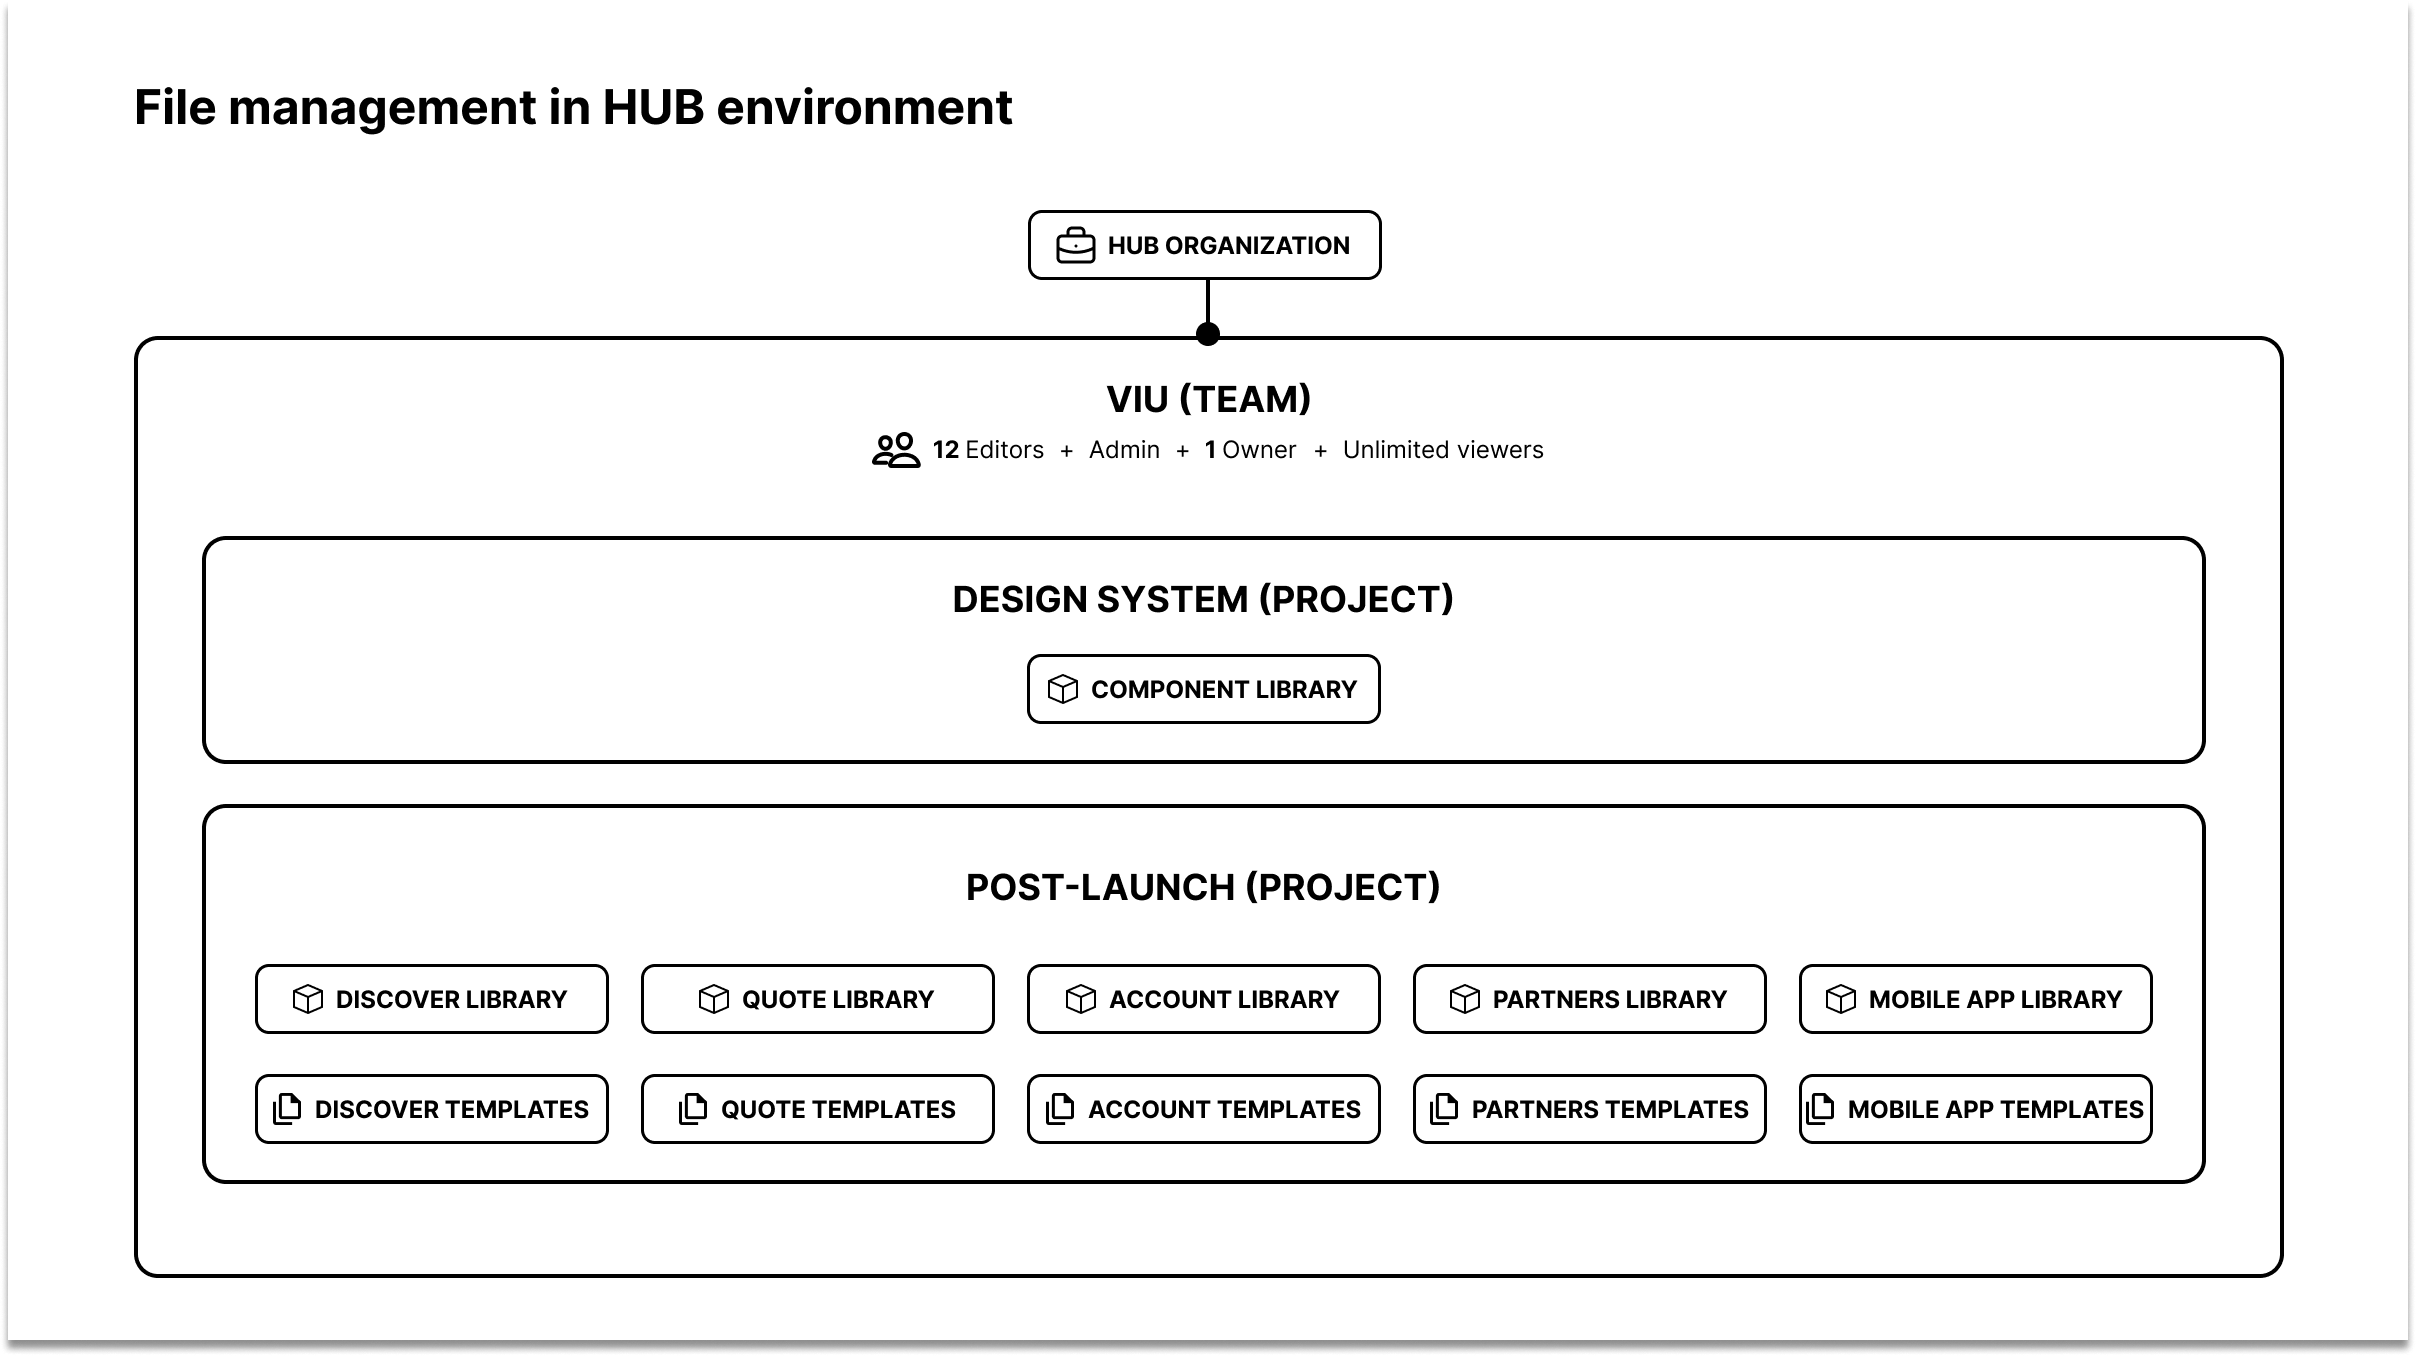 File management in HUB environment
HUB ORGANIZATION
VIU (TEAM)
12 Editors + Admin + 1 Owner + Unlimited viewers
DESIGN SYSTEM (PROJECT)
COMPONENT LIBRARY
POST-LAUNCH (PROJECT)
DISCOVER LIBRARY
QUOTE LIBRARY
ACCOUNT LIBRARY
PARTNERS LIBRARY
MOBILE APP LIBRARY
DISCOVER TEMPLATES
QUOTE TEMPLATES
ACCOUNT TEMPLATES
PARTNERS TEMPLATES
MOBILE APP TEMPLATES